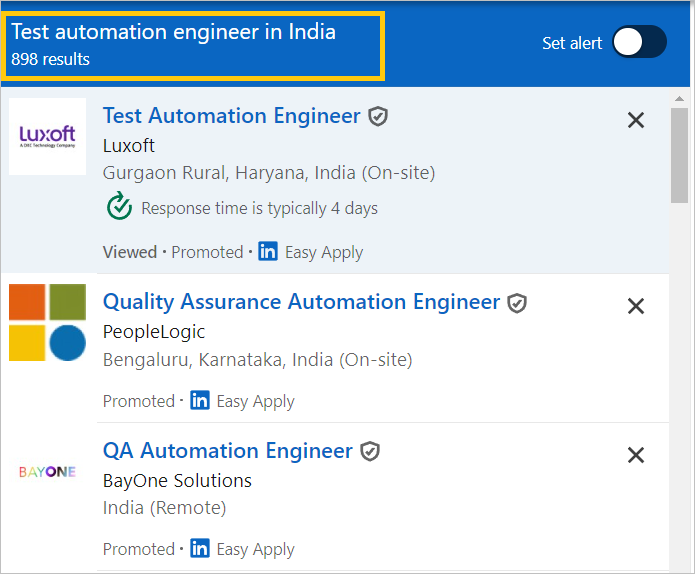 Test automation engineer in India
898 results
Set alert
Luxoft
A DXC Technology Company
Test Automation Engineer
Luxoft
Gurgaon Rural, Haryana, India (On-site)
Response time is typically 4 days
Viewed · Promoted · in Easy Apply
Quality Assurance Automation Engineer
PeopleLogic
Bengaluru, Karnataka, India (On-site)
Promoted · in Easy Apply
BAYONE
QA Automation Engineer
BayOne Solutions
India (Remote)
Promoted · in Easy Apply